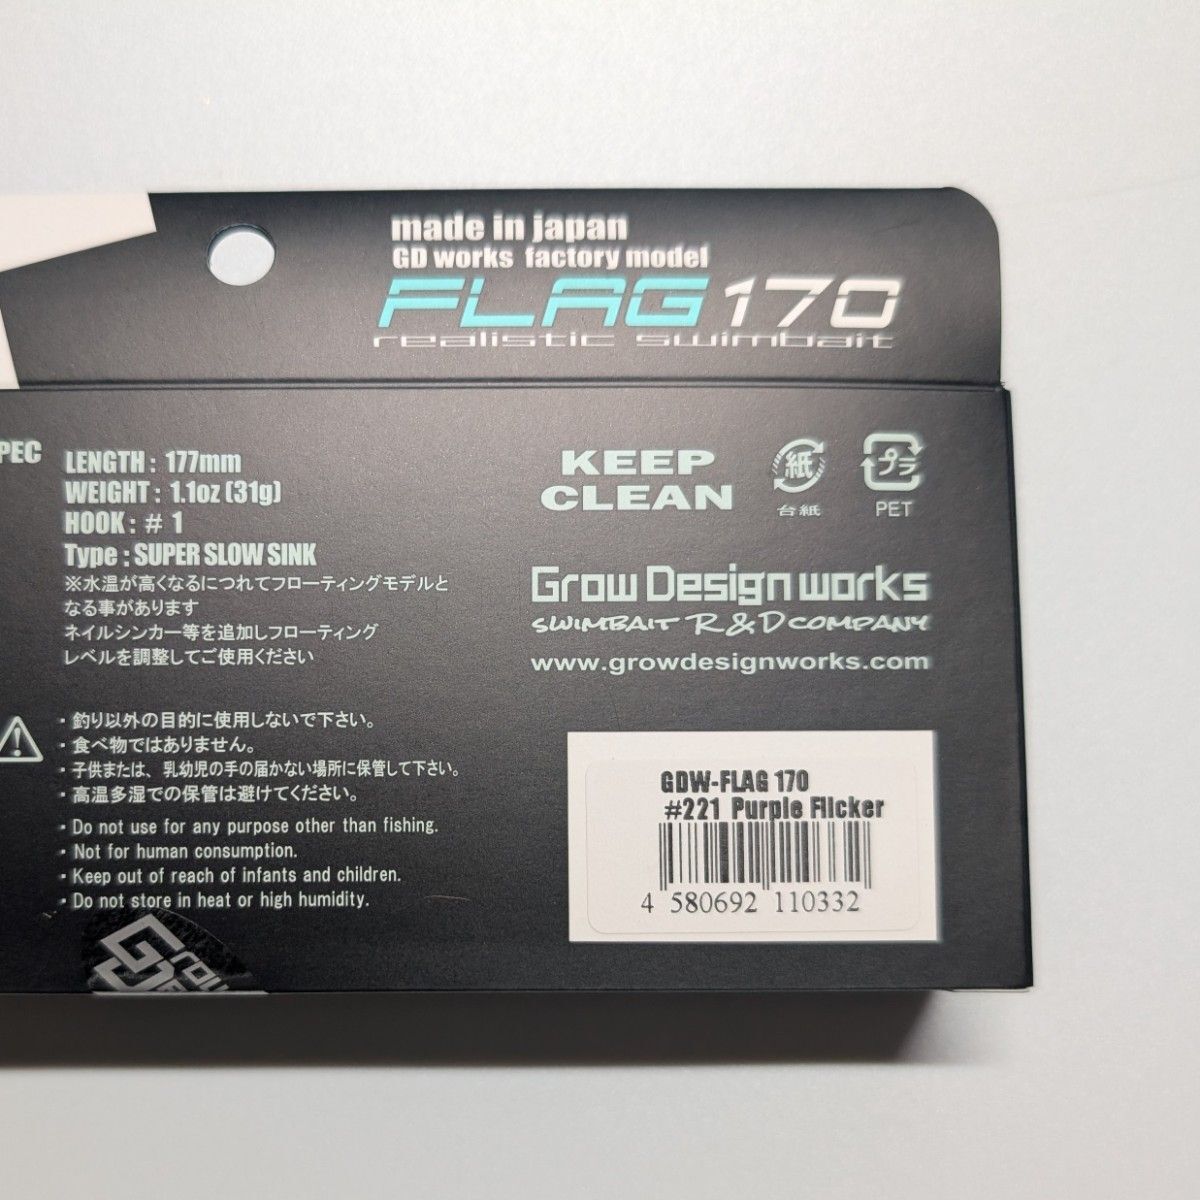 made in japan
GD works factory model
FLAG 170
realistic swimbait
PEC
LENGTH : 177mm
WEIGHT : 1.1oz (31g)
HOOK : # 1
Type : SUPER SLOW SINK
※水温が高くなるにつれてフローティングモデルと
なる事があります
ネイルシンカー等を追加しフローティング
レベルを調整してご使用ください
・釣り以外の目的に使用しないで下さい。
・食べ物ではありません。
・子供または、乳幼児の手の届かない場所に保管して下さい。
・高温多湿での保管は避けてください。
・Do not use for any purpose other than fishing.
・Not for human consumption.
・Keep out of reach of infants and children.
・Do not store in heat or high humidity.
KEEP
CLEAN
紙
台紙
プラ
PET
Grow Design works
SWIMBAIT R & D COMPANY
www.growdesignworks.com
GDW-FLAG 170
#221 Purple Flicker
4 580692 110332